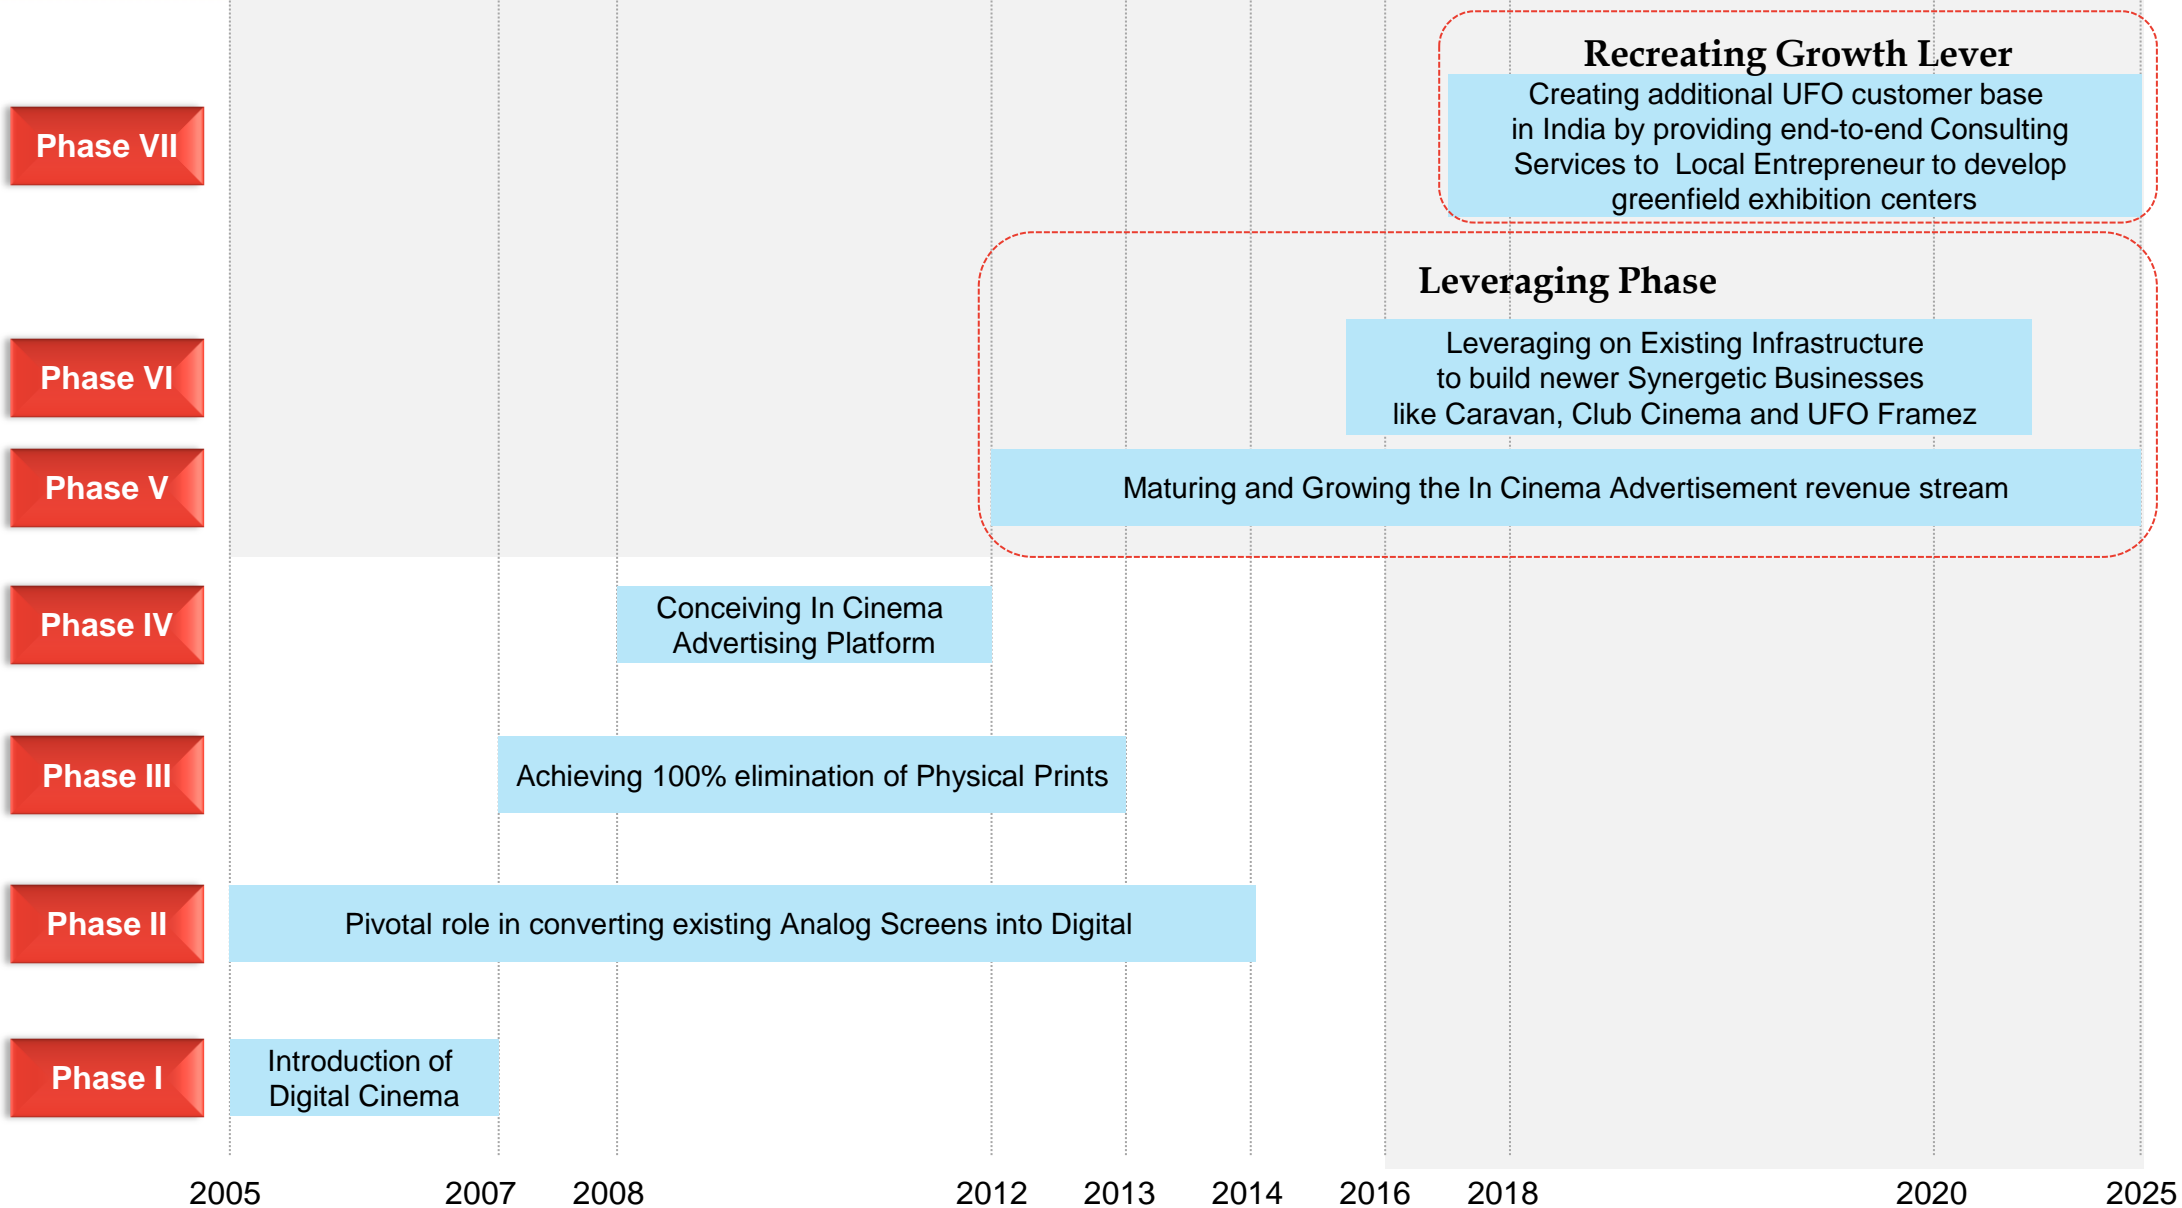 Recreating Growth Lever
Phase VII
Creating additional UFO customer base
in India by providing end-to-end Consulting
Services to Local Entrepreneur to develop
greenfield exhibition centers
Leveraging Phase
Phase VI
Leveraging on Existing Infrastructure
to build newer Synergetic Businesses
like Caravan, Club Cinema and UFO Framez
Phase V
Maturing and Growing the In Cinema Advertisement revenue stream
Phase IV
Conceiving In Cinema
Advertising Platform
Phase III
Achieving 100% elimination of Physical Prints
Phase II
Pivotal role in converting existing Analog Screens into Digital
Phase I
Introduction of
Digital Cinema
2005 2007 2008 2012 2013 2014 2016 2018 2020 2025